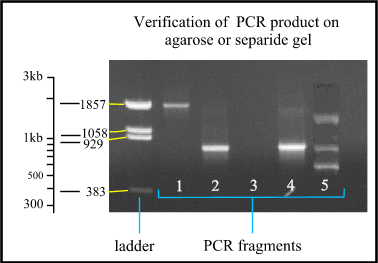 Verification of PCR product on
agarose or separide gel
3kb
1857
1058
1kb
929
500
383
300
1 2 3 4 5
ladder
PCR fragments